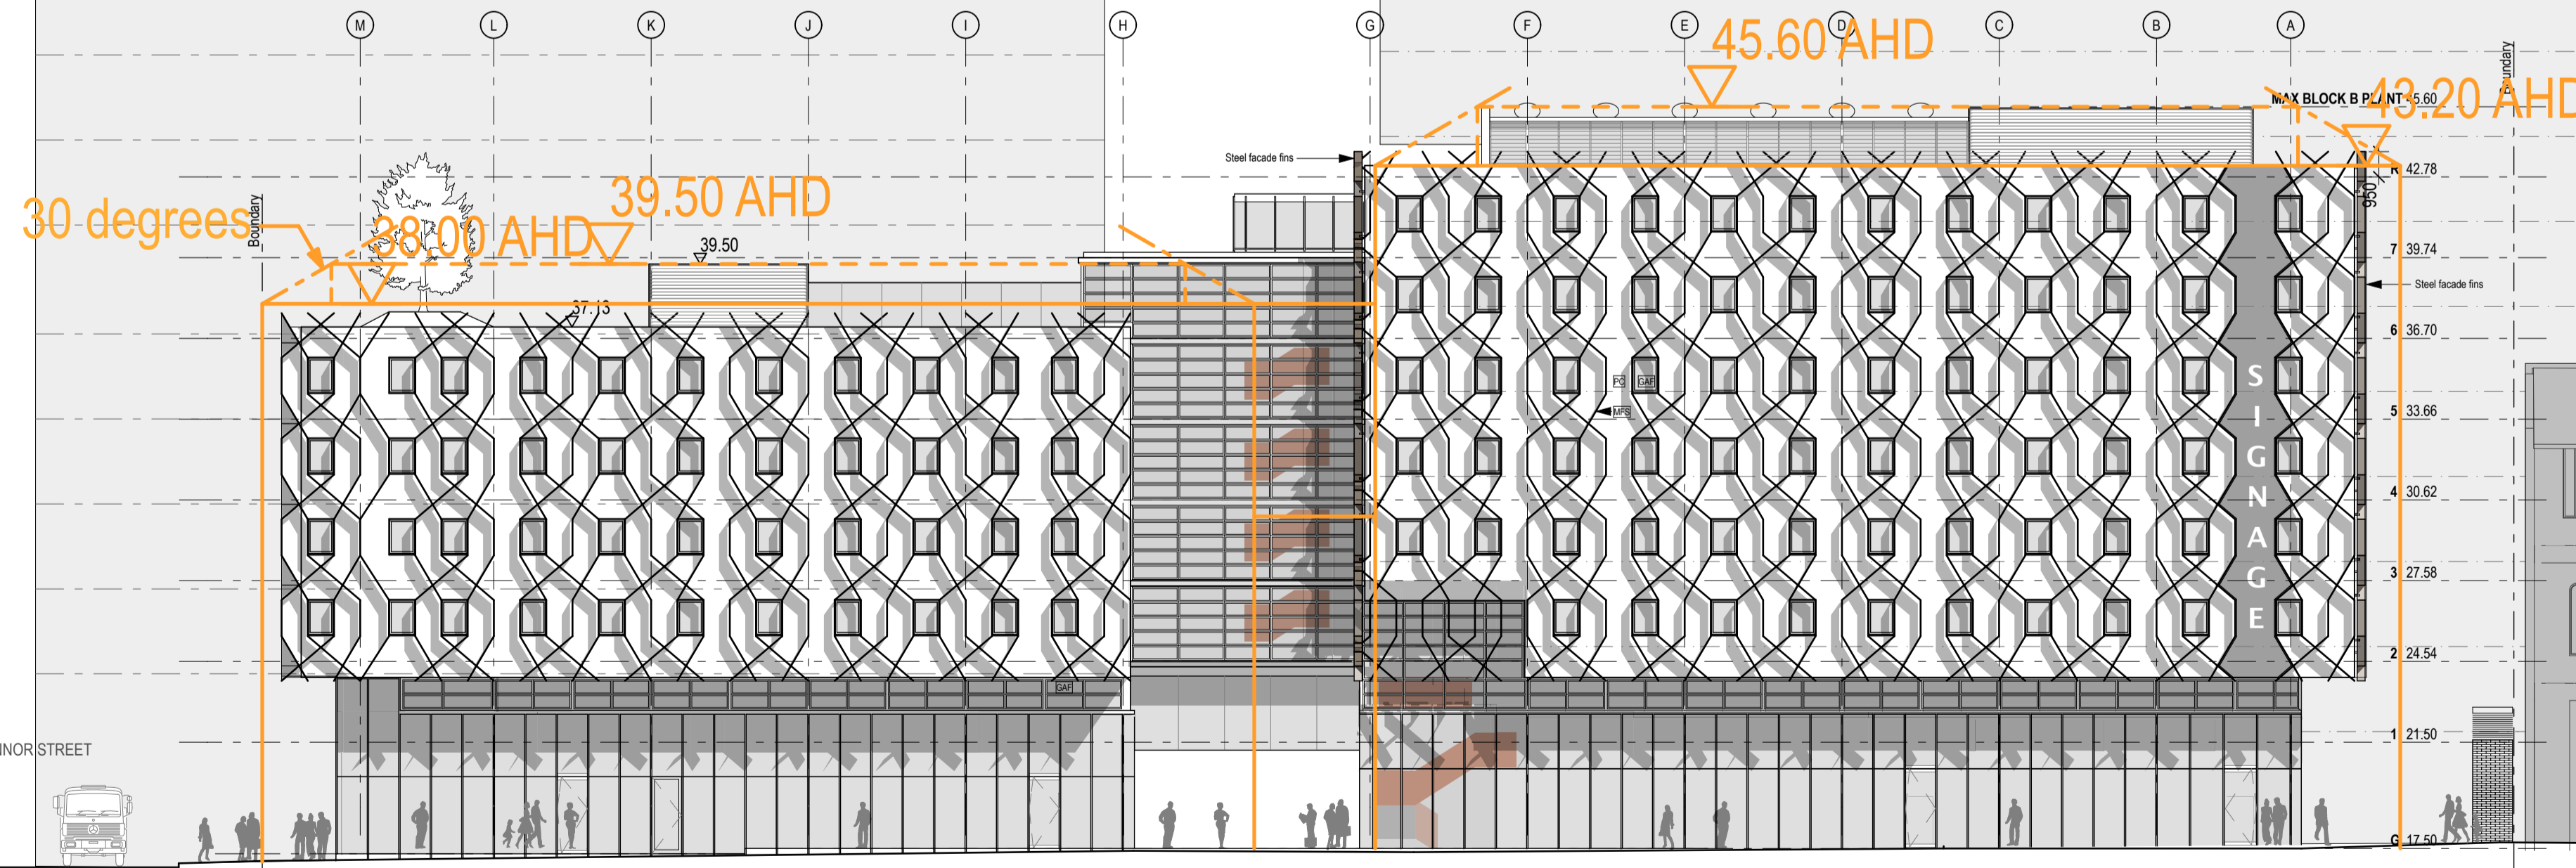 M
L
K
J
I
H
G
F
E
D
C
B
A
45.60 AHD
Boundary
MAX BLOCK B PLANT 45.60
43.20 AHD
Steel facade fins
R 42.78
950
39.50 AHD
30 degrees
Boundary
38.00 AHD
39.50
7 39.74
Steel facade fins
37.13
6 36.70
PC
GAF
MFS
SIGNAGE
5 33.66
4 30.62
3 27.58
2 24.54
GAF
1 21.50
NOR STREET
G 17.50